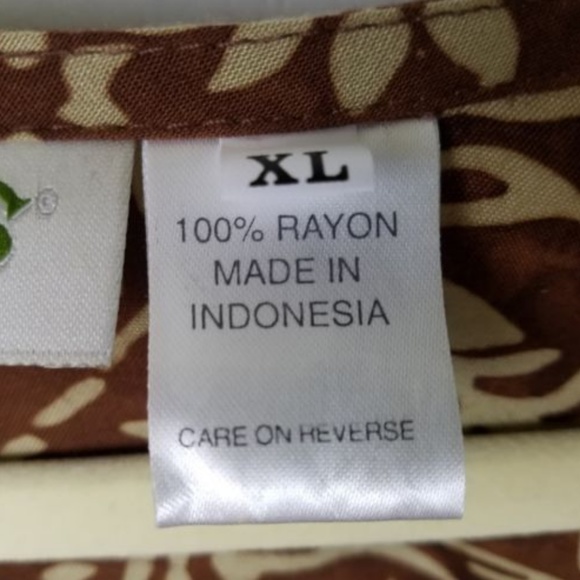 XL
100% RAYON
MADE IN
INDONESIA
CARE ON REVERSE